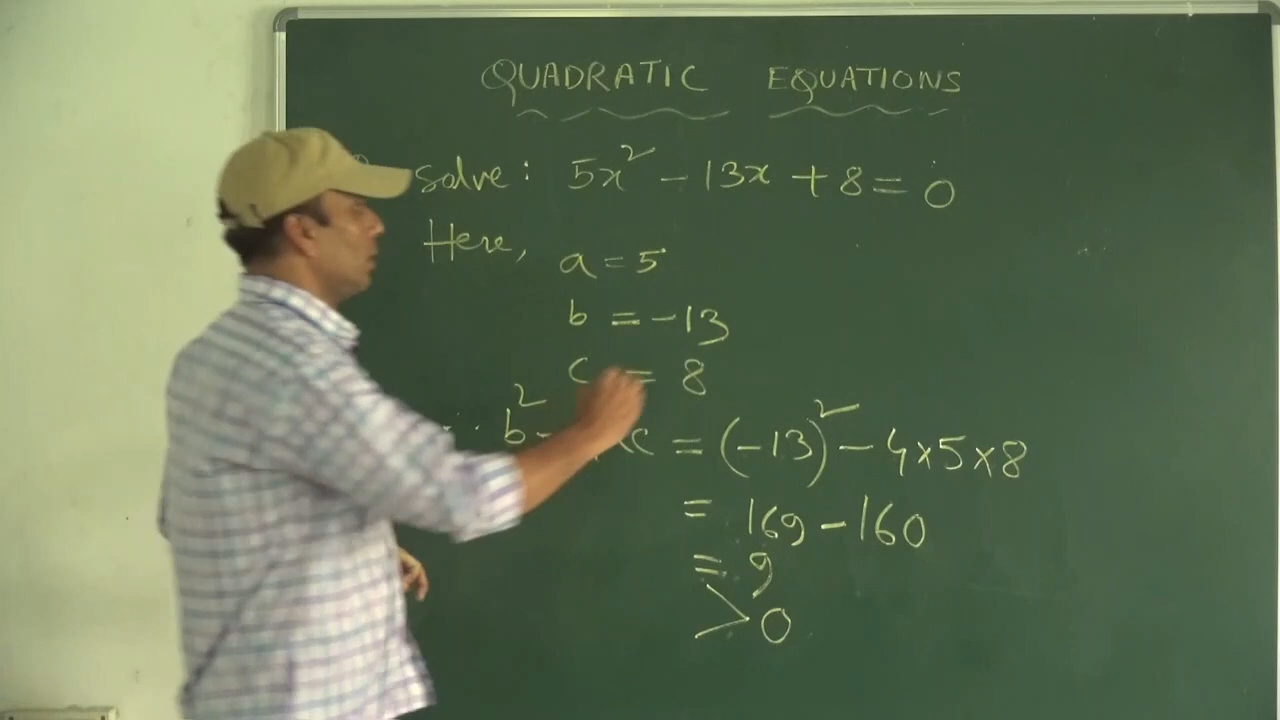 QUADRATIC EQUATIONS
solve: 5x² - 13x + 8 = 0
Here, a = 5
b = -13
c = 8
b² - c = (-13)² - 4×5×8
= 169 - 160
= 9
> 0